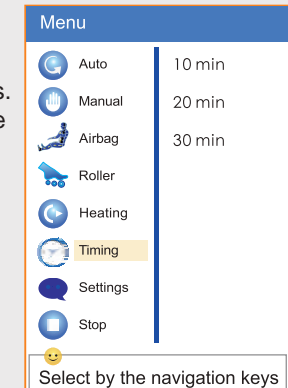 Menu
s.
e
Auto
Manual
Airbag
Roller
Heating
Timing
Settings
Stop
10 min
20 min
30 min
Select by the navigation keys